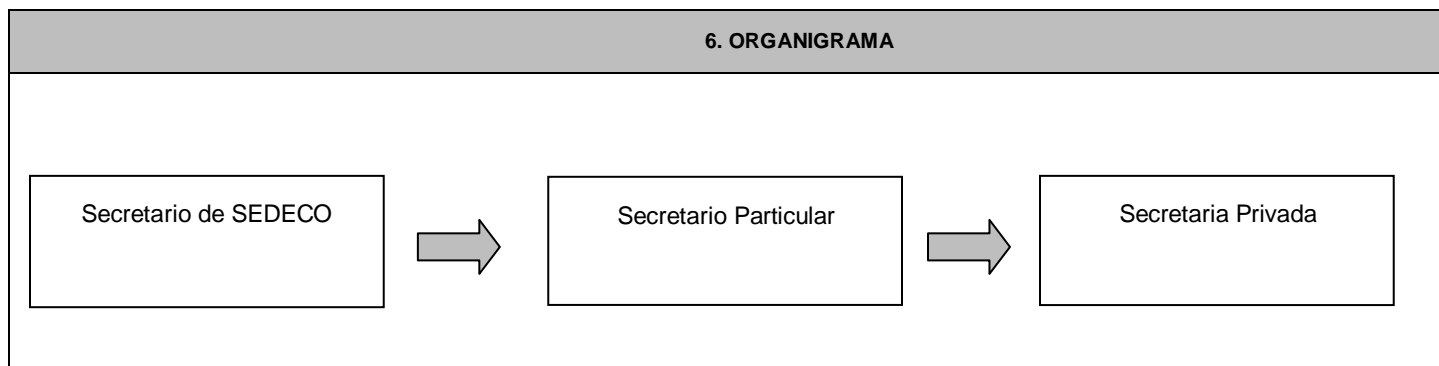 6. ORGANIGRAMA
Secretario de SEDECO
Secretario Particular
Secretaria Privada